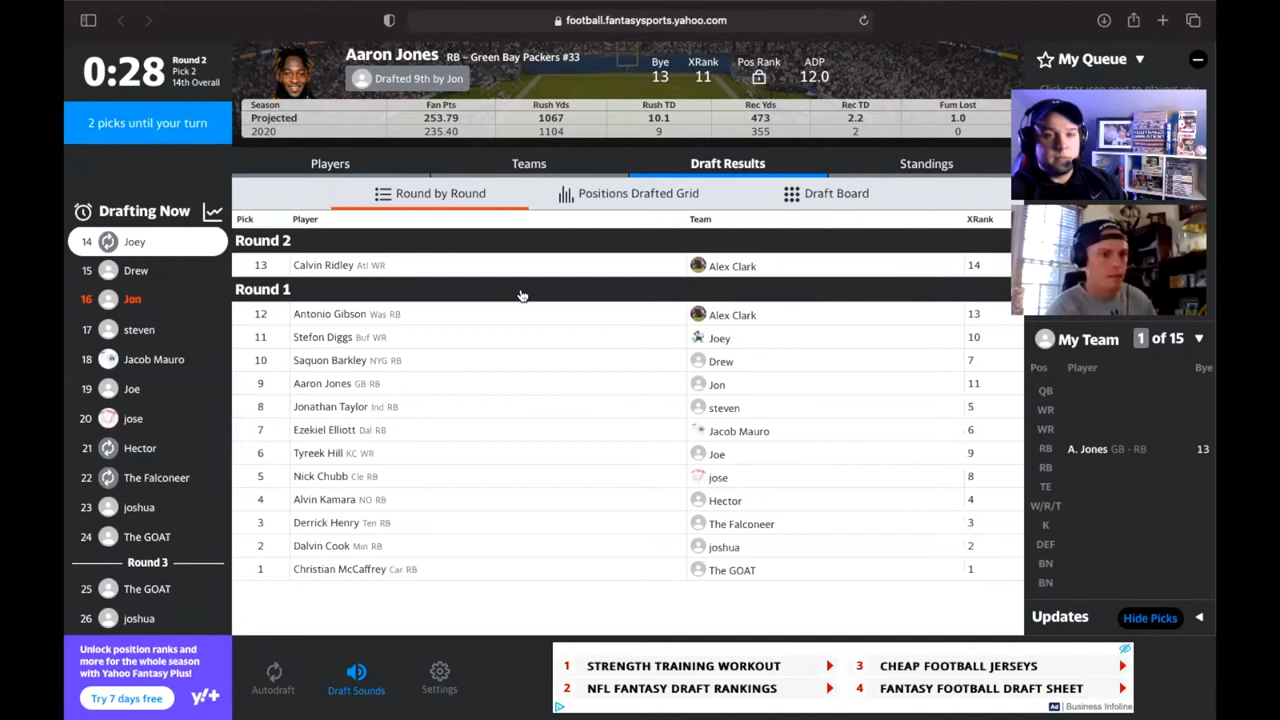 football.fantasysports.yahoo.com
0:28
Round 2
Pick 2
14th Overall
2 picks until your turn
Aaron Jones RB - Green Bay Packers #33
Drafted 9th by Jon
Bye XRank Pos Rank ADP
13 11 12.0
Season Fan Pts Rush Yds Rush TD Rec Yds Rec TD Fum Lost
Projected 253.79 1067 10.1 473 2.2 1.0
2020 235.40 1104 9 355 2 0
My Queue ▼
Players Teams Draft Results Standings
Round by Round Positions Drafted Grid Draft Board
Drafting Now
14 Joey
15 Drew
16 Jon
17 steven
18 Jacob Mauro
19 Joe
20 jose
21 Hector
22 The Falconeer
23 joshua
24 The GOAT
Round 3
25 The GOAT
26 joshua
Pick Player Team XRank
Round 2
13 Calvin Ridley Atl WR Alex Clark 14
Round 1
12 Antonio Gibson Was RB Alex Clark 13
11 Stefon Diggs Buf WR Joey 10
10 Saquon Barkley NYG RB Drew 7
9 Aaron Jones GB RB Jon 11
8 Jonathan Taylor Ind RB steven 5
7 Ezekiel Elliott Dal RB Jacob Mauro 6
6 Tyreek Hill KC WR Joe 9
5 Nick Chubb Cle RB jose 8
4 Alvin Kamara NO RB Hector 4
3 Derrick Henry Ten RB The Falconeer 3
2 Dalvin Cook Min RB joshua 2
1 Christian McCaffrey Car RB The GOAT 1
My Team 1 of 15 ▼
Pos Player Bye
QB
WR
WR
RB A. Jones GB - RB 13
RB
TE
W/R/T
K
DEF
BN
BN
Updates Hide Picks
Unlock position ranks and
more for the whole season
with Yahoo Fantasy Plus!
Try 7 days free y!+
Autodraft Draft Sounds Settings
1 STRENGTH TRAINING WORKOUT
2 NFL FANTASY DRAFT RANKINGS
3 CHEAP FOOTBALL JERSEYS
4 FANTASY FOOTBALL DRAFT SHEET
Ad | Business Infoline